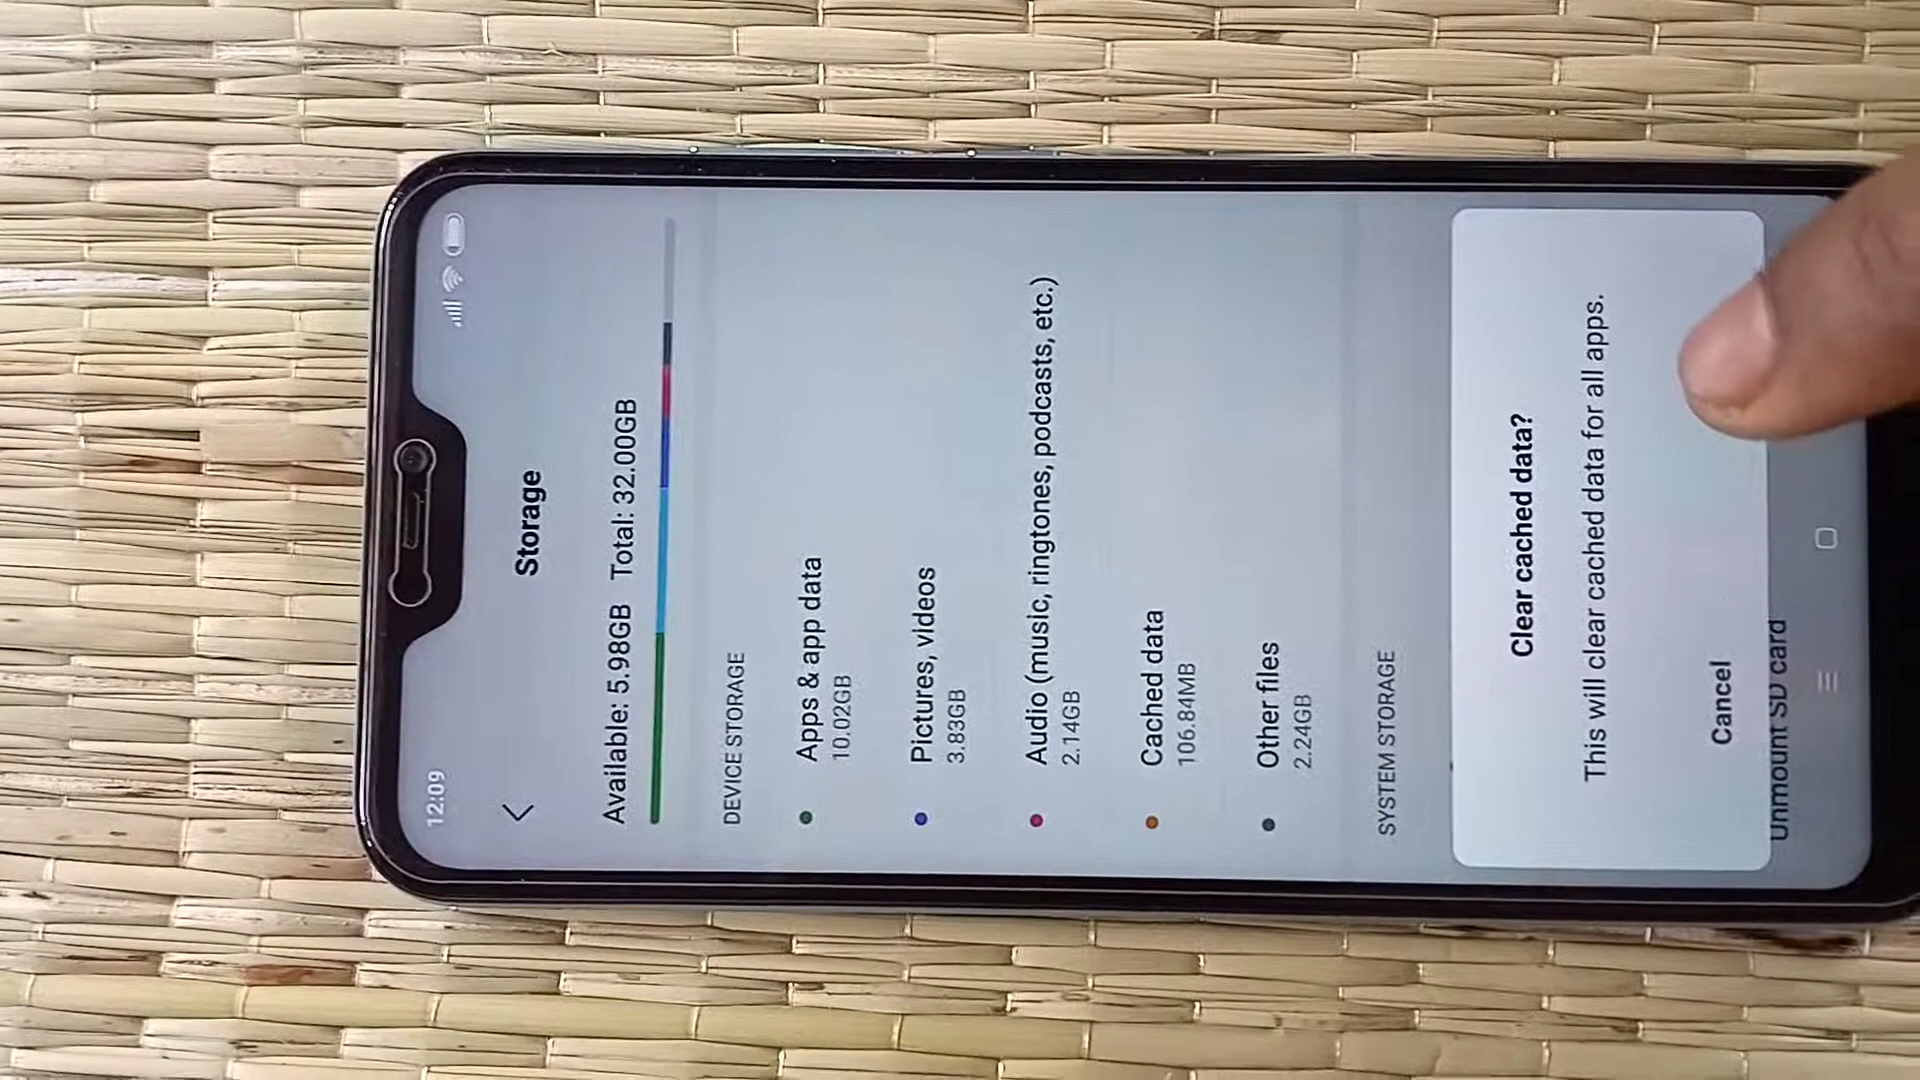 12:09
Storage
Available: 5.98GB Total: 32.00GB
DEVICE STORAGE
Apps & app data
10.02GB
Pictures, videos
3.83GB
Audio (music, ringtones, podcasts, etc.)
2.14GB
Cached data
106.84MB
Other files
2.24GB
SYSTEM STORAGE
Clear cached data?
This will clear cached data for all apps.
Cancel
Unmount SD card